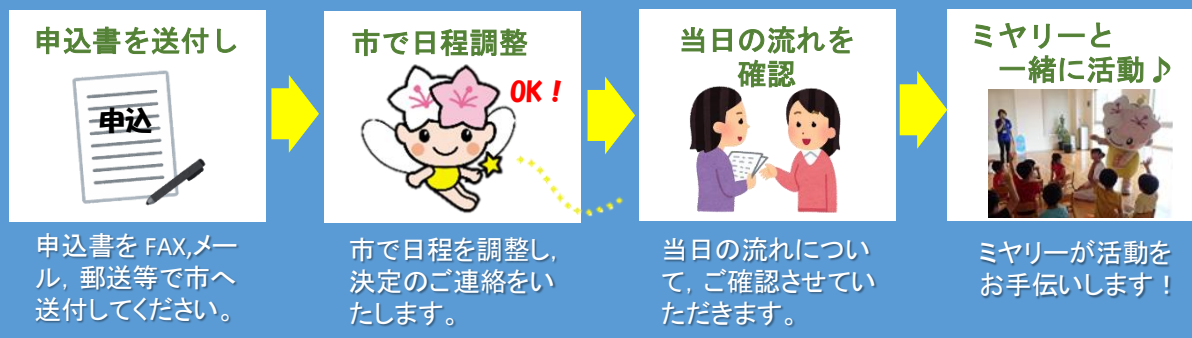 申込書を送付し
申込
申込書を FAX,メー
ル，郵送等で市へ
送付してください。
市で日程調整
OK！
市で日程を調整し，
決定のご連絡をい
たします。
当日の流れを
確認
当日の流れについ
て，ご確認させてい
ただきます。
ミヤリーと
一緒に活動♪
ミヤリーが活動を
お手伝いします！